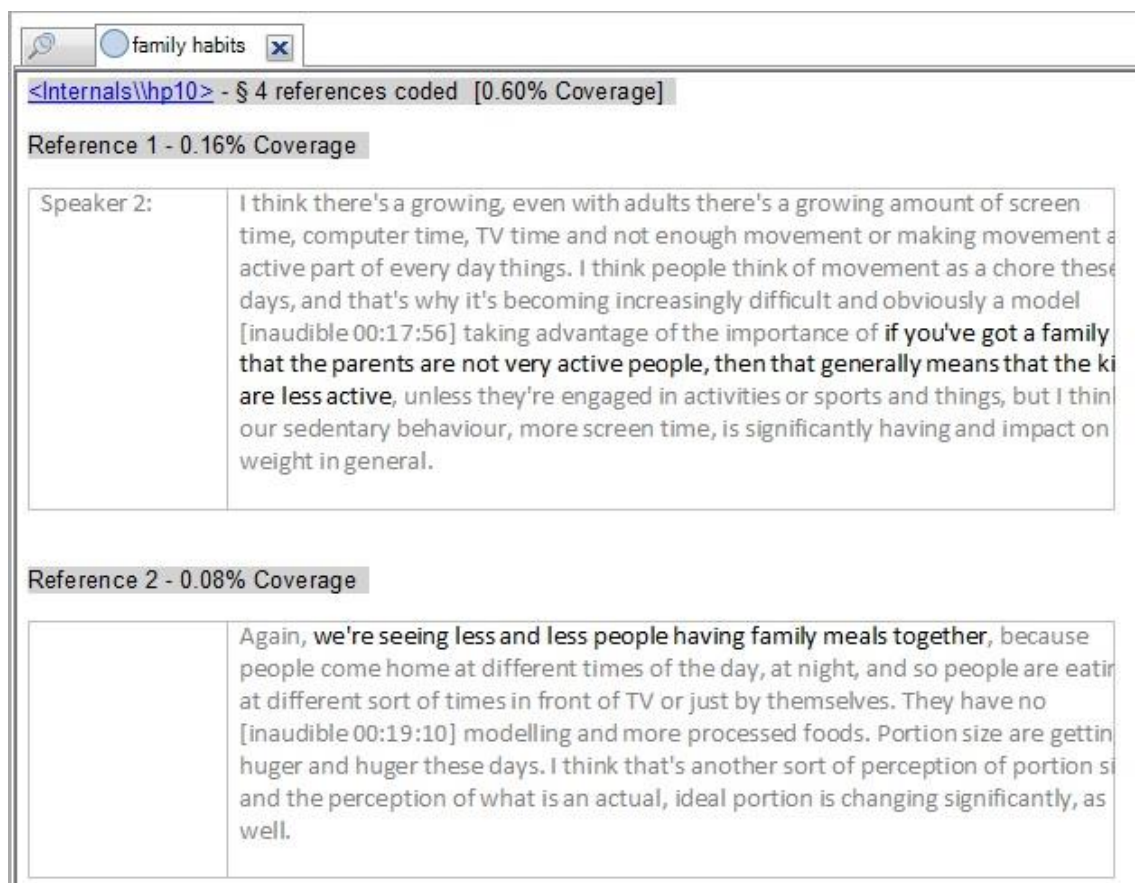 family habits
<Internals\\hp10> - § 4 references coded [0.60% Coverage]
Reference 1 - 0.16% Coverage
Speaker 2: I think there's a growing, even with adults there's a growing amount of screen
time, computer time, TV time and not enough movement or making movement a
active part of every day things. I think people think of movement as a chore these
days, and that's why it's becoming increasingly difficult and obviously a model
[inaudible 00:17:56] taking advantage of the importance of if you've got a family
that the parents are not very active people, then that generally means that the ki
are less active, unless they're engaged in activities or sports and things, but I thin
our sedentary behaviour, more screen time, is significantly having and impact on
weight in general.
Reference 2 - 0.08% Coverage
Again, we're seeing less and less people having family meals together, because
people come home at different times of the day, at night, and so people are eatin
at different sort of times in front of TV or just by themselves. They have no
[inaudible 00:19:10] modelling and more processed foods. Portion size are gettin
huger and huger these days. I think that's another sort of perception of portion si
and the perception of what is an actual, ideal portion is changing significantly, as
well.